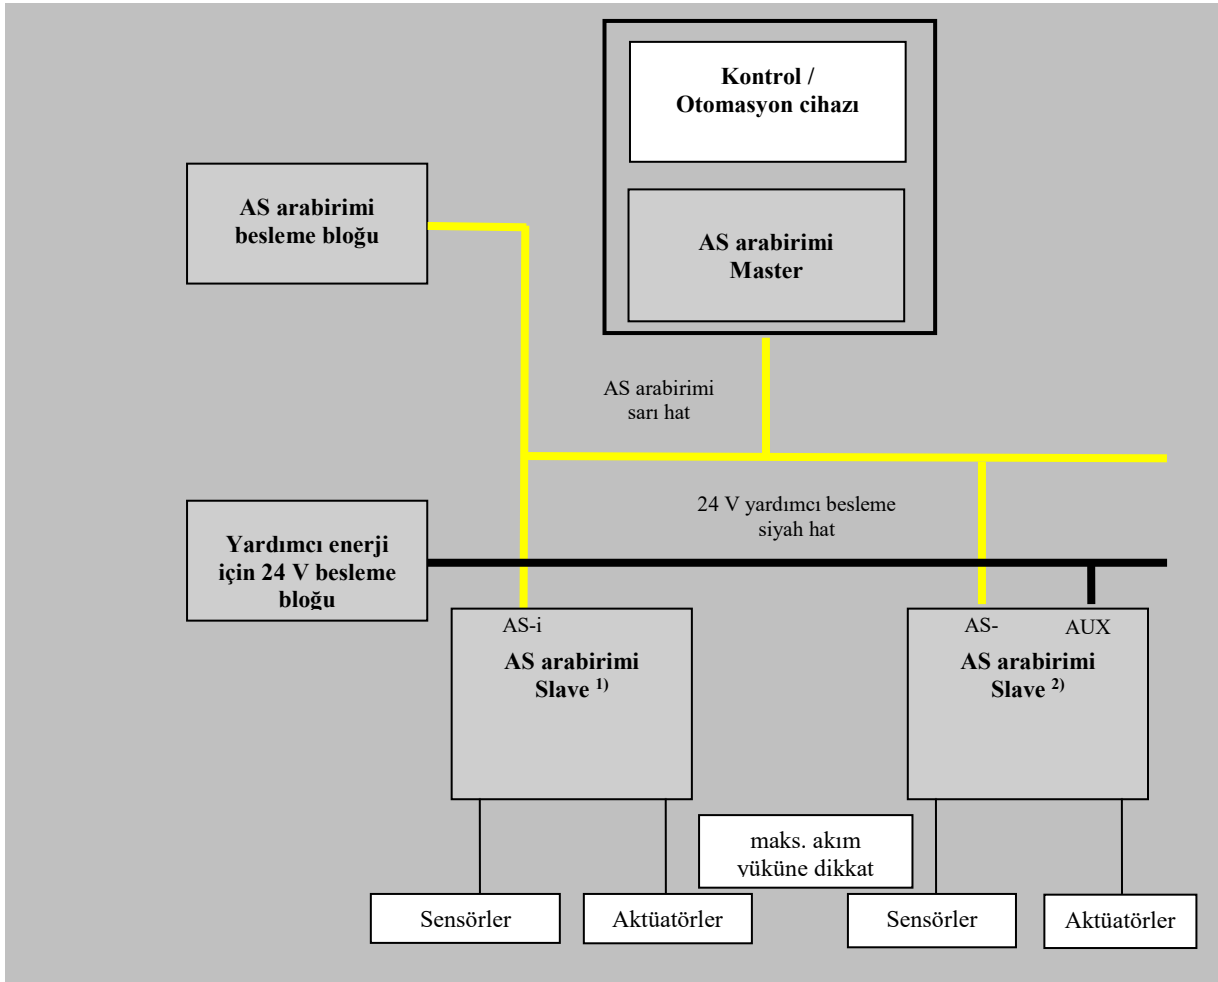 Kontrol /
Otomasyon cihazı
AS arabirimi
besleme bloğu
AS arabirimi
Master
AS arabirimi
sarı hat
24 V yardımcı besleme
siyah hat
Yardımcı enerji
için 24 V besleme
bloğu
AS-i
AS arabirimi
Slave 1)
AS-
AUX
AS arabirimi
Slave 2)
maks. akım
yüküne dikkat
Sensörler
Aktüatörler
Sensörler
Aktüatörler